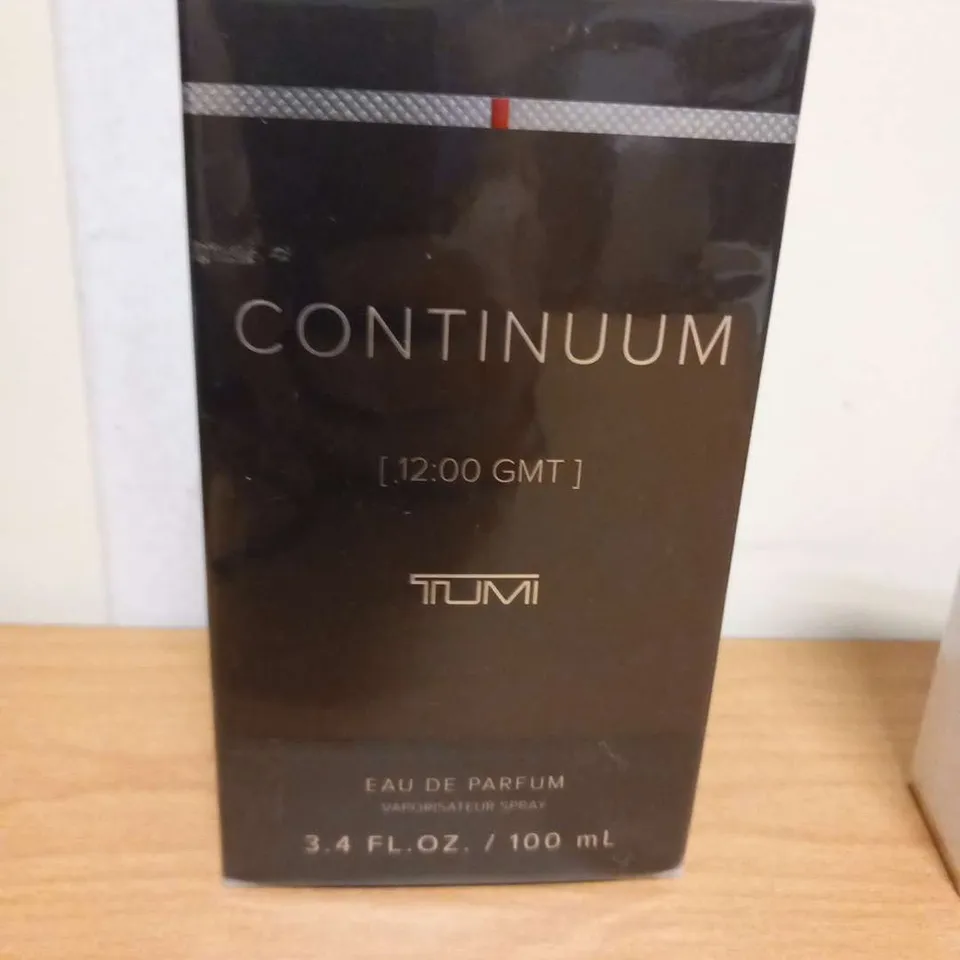 CONTINUUM
[ 12:00 GMT ]
TUMI
EAU DE PARFUM
VAPORISATEUR SPRAY
3.4 FL.OZ. / 100 mL